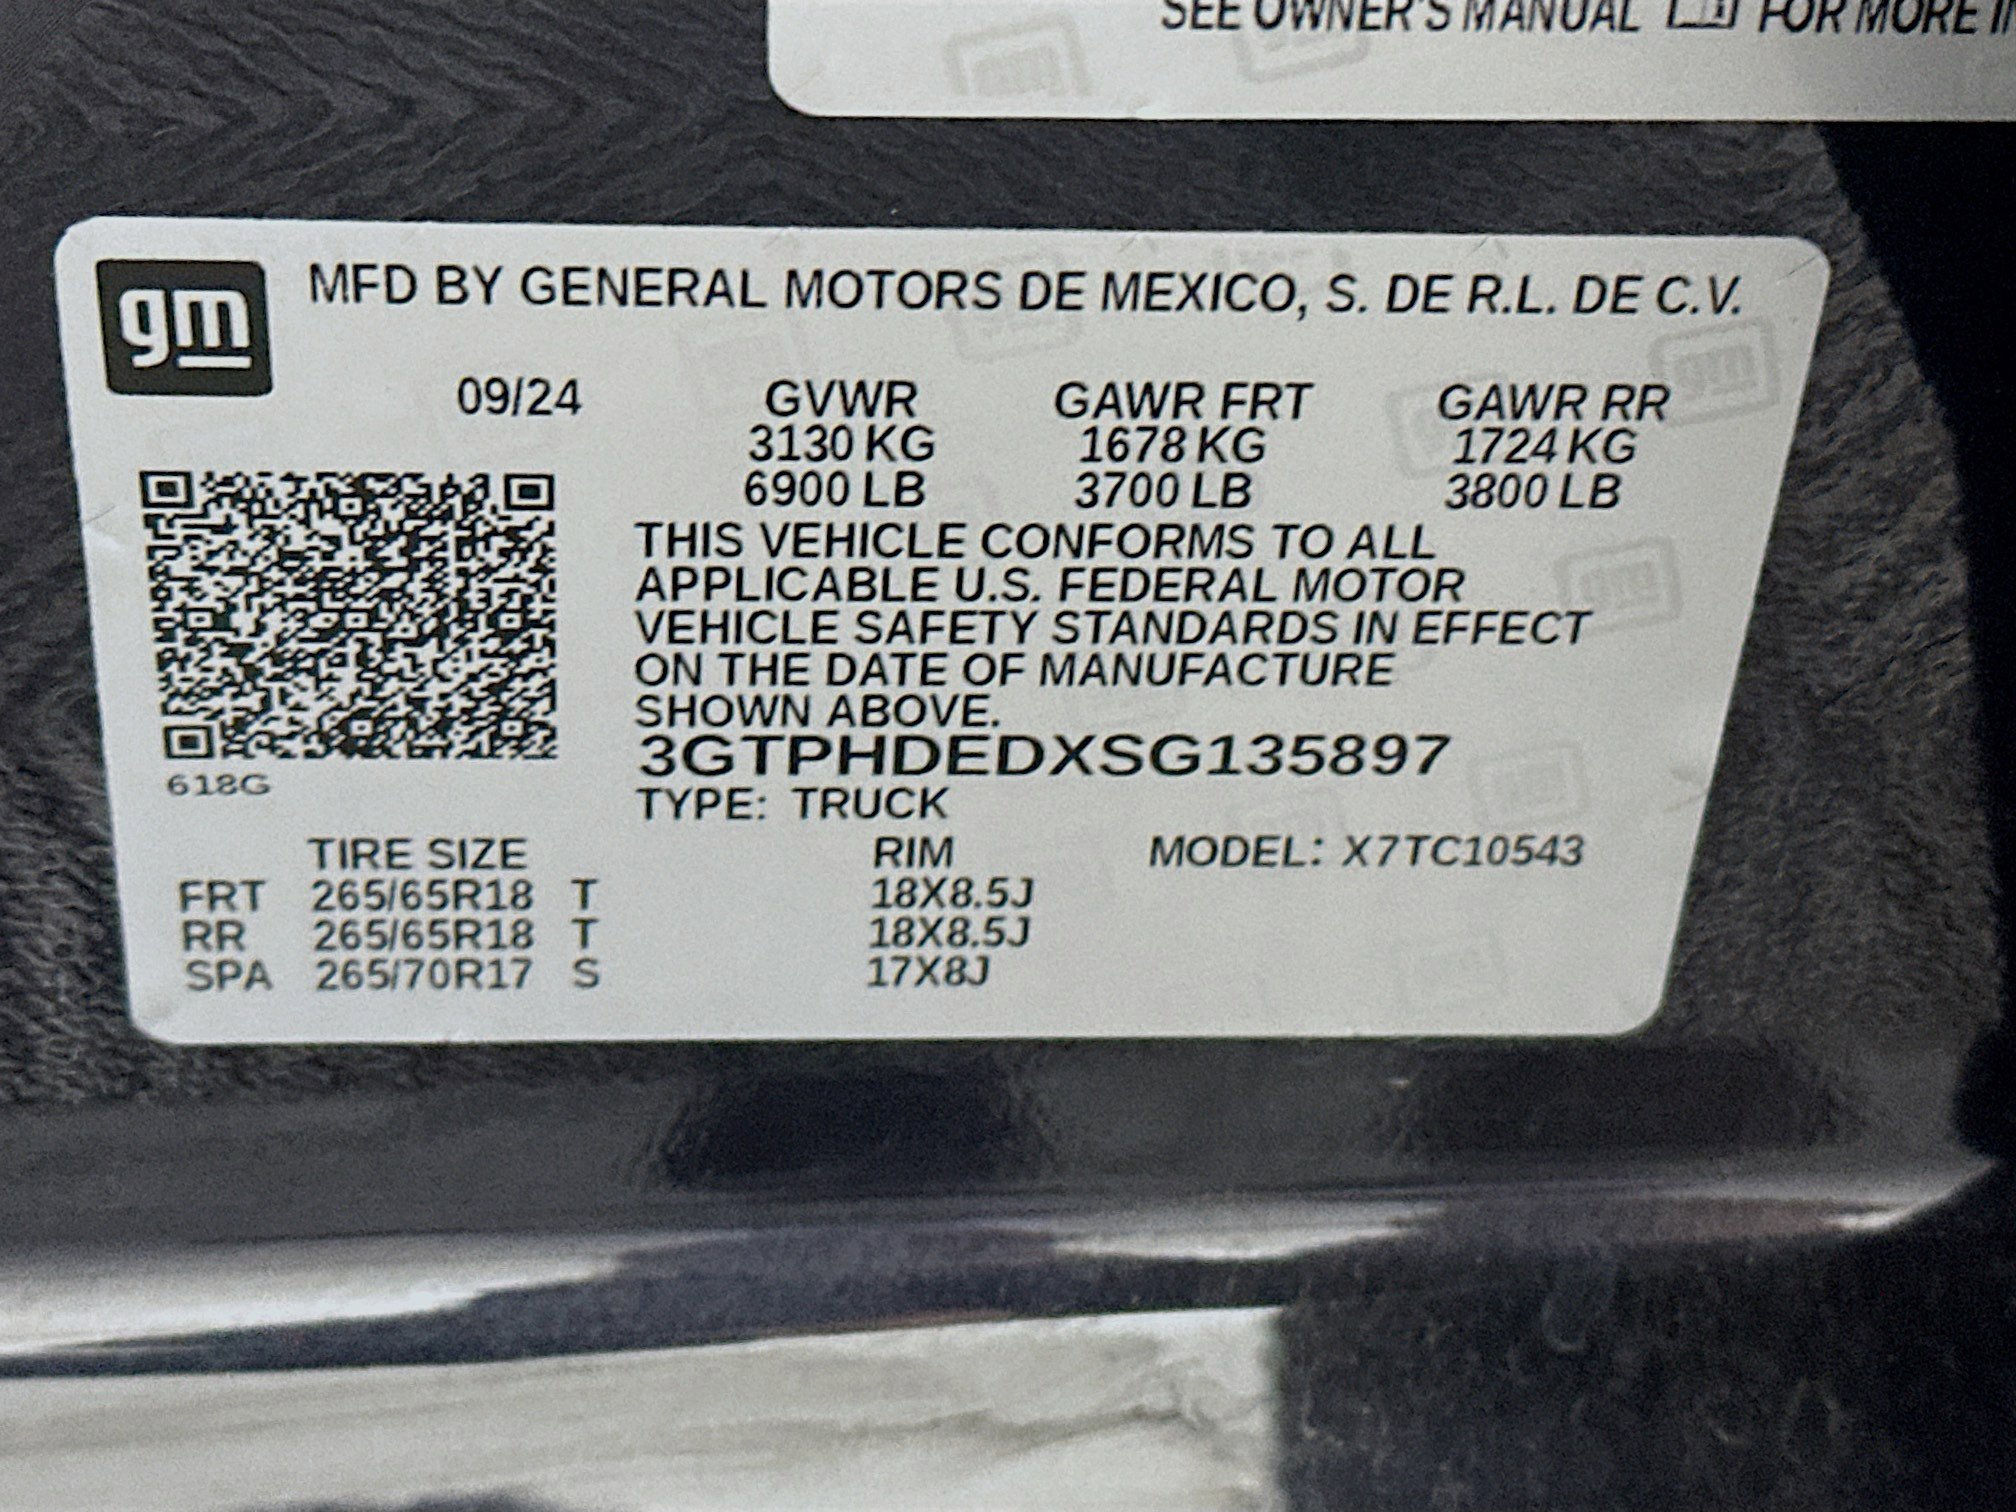 SEE OWNER'S MANUAL FOR MORE
gm
MFD BY GENERAL MOTORS DE MEXICO, S. DE R.L. DE C.V.
09/24 GVWR GAWR FRT GAWR RR
3130 KG 1678 KG 1724 KG
6900 LB 3700 LB 3800 LB
THIS VEHICLE CONFORMS TO ALL
APPLICABLE U.S. FEDERAL MOTOR
VEHICLE SAFETY STANDARDS IN EFFECT
ON THE DATE OF MANUFACTURE
SHOWN ABOVE.
3GTPHDEDXSG135897
618G
TYPE: TRUCK
TIRE SIZE RIM MODEL: X7TC10543
FRT 265/65R18 T 18X8.5J
RR 265/65R18 T 18X8.5J
SPA 265/70R17 S 17X8J